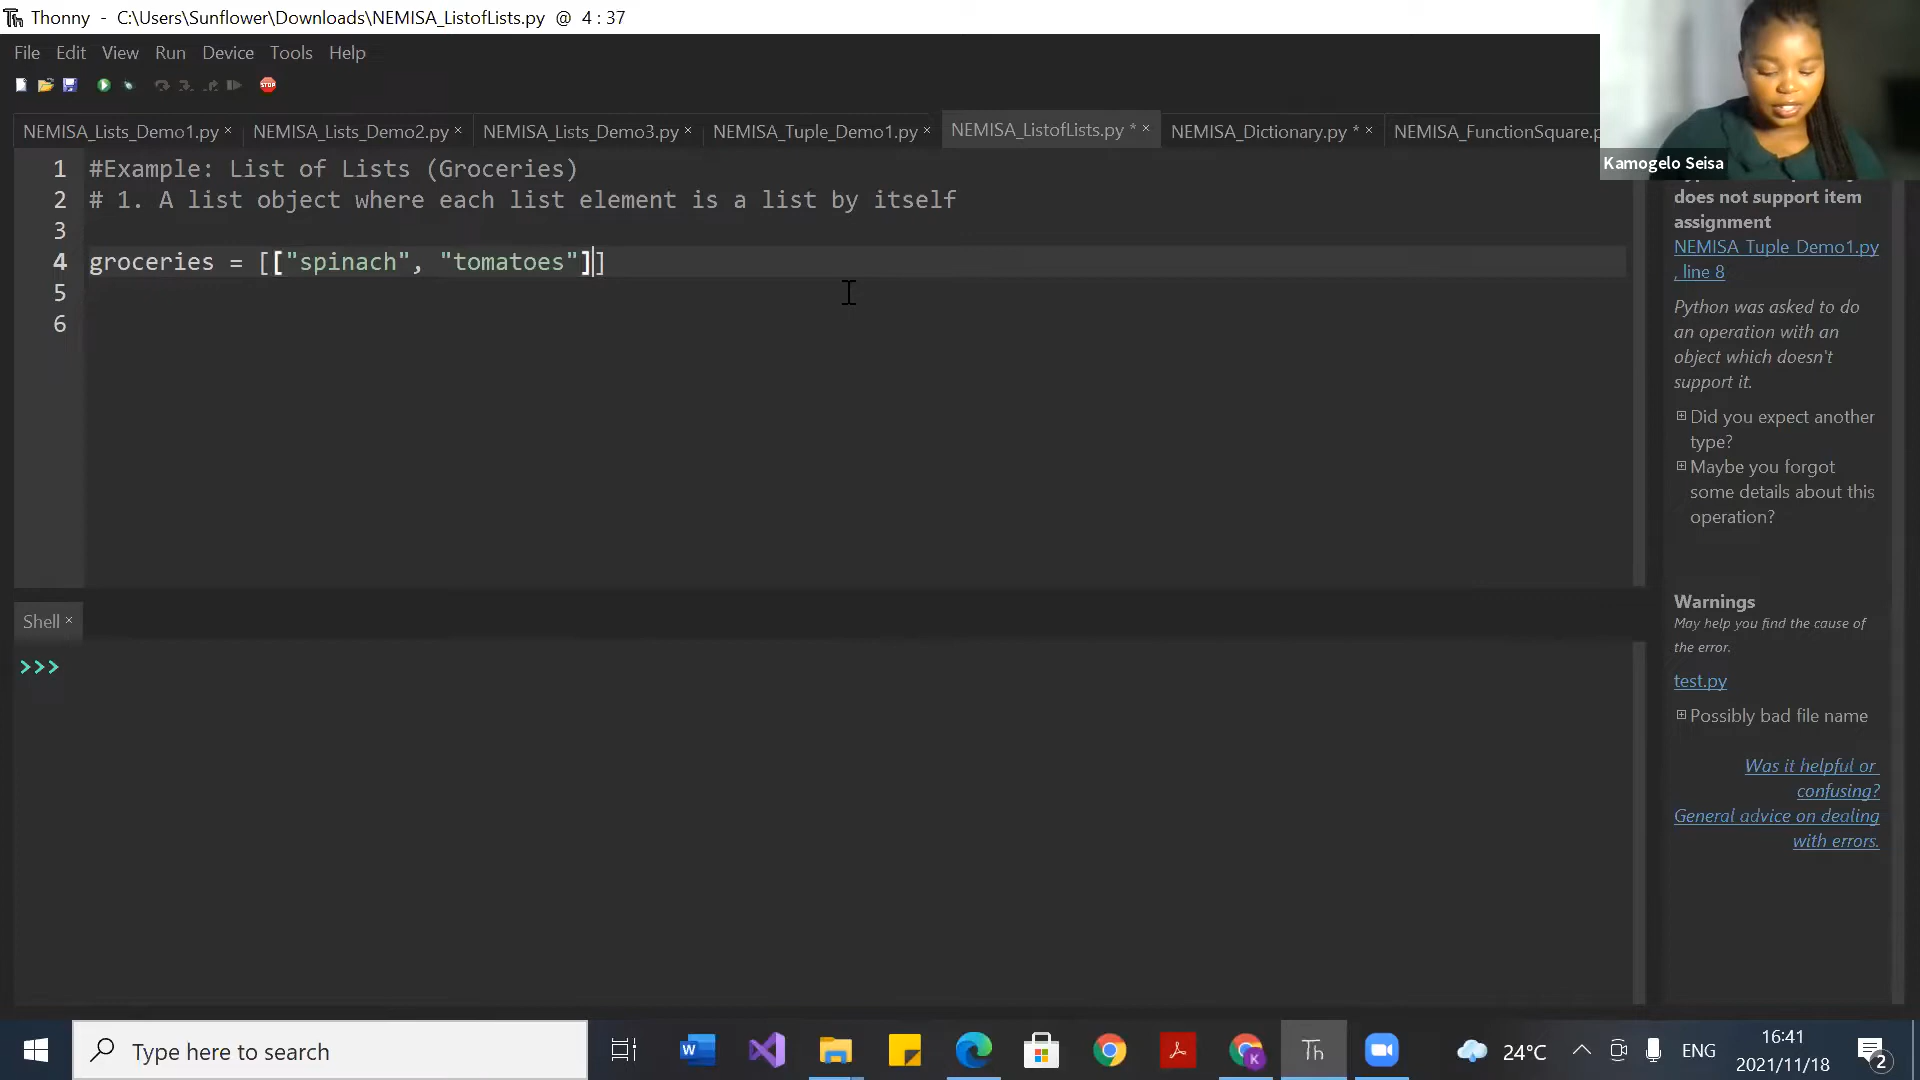 Thonny - C:\Users\Sunflower\Downloads\NEMISA_ListofLists.py @ 4 : 37
File Edit View Run Device Tools Help
STOP
NEMISA_Lists_Demo1.py × NEMISA_Lists_Demo2.py × NEMISA_Lists_Demo3.py × NEMISA_Tuple_Demo1.py × NEMISA_ListofLists.py * × NEMISA_Dictionary.py * × NEMISA_FunctionSquare.p
Kamogelo Seisa
1 #Example: List of Lists (Groceries)
2 # 1. A list object where each list element is a list by itself
3
4 groceries = [["spinach", "tomatoes"]]
5
6
does not support item
assignment
NEMISA_Tuple_Demo1.py
, line 8
Python was asked to do
an operation with an
object which doesn't
support it.
Did you expect another
type?
Maybe you forgot
some details about this
operation?
Warnings
May help you find the cause of
the error.
test.py
Possibly bad file name
Was it helpful or
confusing?
General advice on dealing
with errors.
Shell ×
>>>
Type here to search
W
K
Th
24°C
ENG
16:41
2021/11/18
2